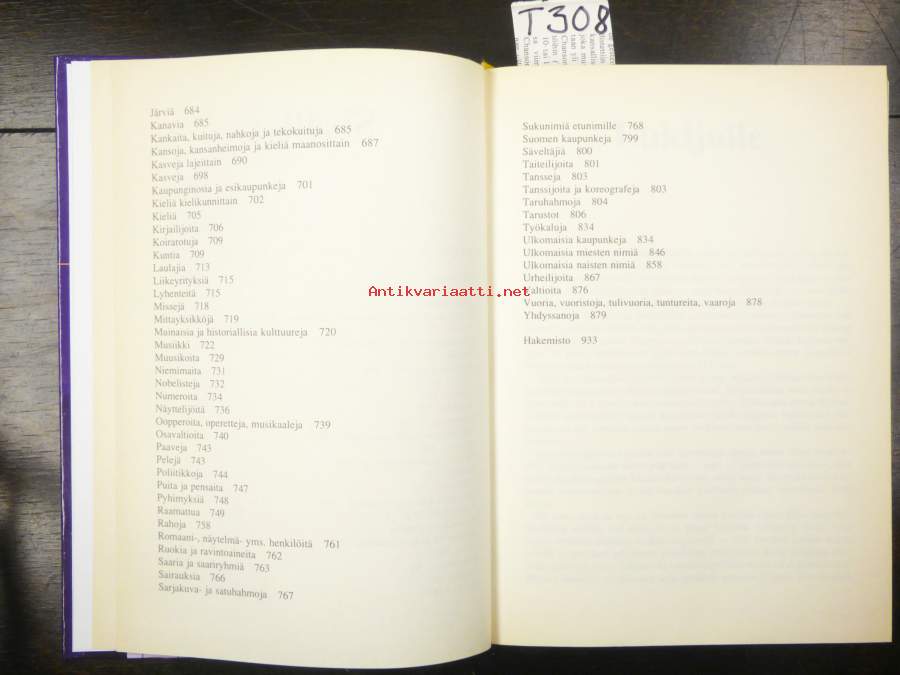 T308
Järviä 684
Kanavia 685
Kankaita, kuituja, nahkoja ja tekokuituja 685
Kansoja, kansanheimoja ja kieliä maanosittain 687
Kasveja lajeittain 690
Kasveja 698
Kaupunginosia ja esikaupunkeja 701
Kieliä kielikunnittain 702
Kieliä 705
Kirjailijoita 706
Koirarotuja 709
Kuntia 709
Laulajia 713
Liikeyrityksiä 715
Lyhenteitä 715
Missejä 718
Mittayksikköjä 719
Muinaisia ja historiallisia kulttuureja 720
Musiikki 722
Muusikoita 729
Niemimaita 731
Nobelisteja 732
Numeroita 734
Näyttelijöitä 736
Oopperoita, operetteja, musikaaleja 739
Osavaltioita 740
Paaveja 743
Pelejä 743
Poliitikkoja 744
Puita ja pensaita 747
Pyhimyksiä 748
Raamattua 749
Rahoja 758
Romaani-, näytelmä- yms. henkilöitä 761
Ruokia ja ravintoaineita 762
Saaria ja saariryhmiä 763
Sairauksia 766
Sarjakuva- ja satuhahmoja 767
Sukunimiä etunimille 768
Suomen kaupunkeja 799
Säveltäjiä 800
Taiteilijoita 801
Tansseja 803
Tanssijoita ja koreografeja 803
Taruhahmoja 804
Tarustot 806
Työkaluja 834
Ulkomaisia kaupunkeja 834
Ulkomaisia miesten nimiä 846
Ulkomaisia naisten nimiä 858
Urheilijoita 867
Valtioita 876
Vuoria, vuoristoja, tulivuoria, tuntureita, vaaroja 878
Yhdyssanoja 879
Hakemisto 933
Antikvariaatti.net